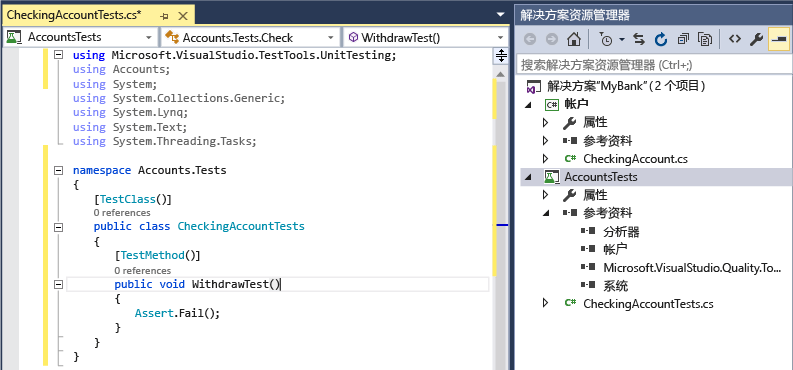 CheckingAccountTests.cs*
AccountsTests
Accounts.Tests.Check
WithdrawTest()
using Microsoft.VisualStudio.TestTools.UnitTesting;
using Accounts;
using System;
using System.Collections.Generic;
using System.Lynq;
using System.Text;
using System.Threading.Tasks;
namespace Accounts.Tests
{
[TestClass()]
0 references
public class CheckingAccountTests
{
[TestMethod()]
0 references
public void WithdrawTest()
{
Assert.Fail();
}
}
}
解决方案资源管理器
搜索解决方案资源管理器 (Ctrl+;)
解决方案"MyBank"(2 个项目)
C# 帐户
属性
参考资料
C# CheckingAccount.cs
AccountsTests
属性
参考资料
分析器
帐户
Microsoft.VisualStudio.Quality.To...
系统
C# CheckingAccountTests.cs